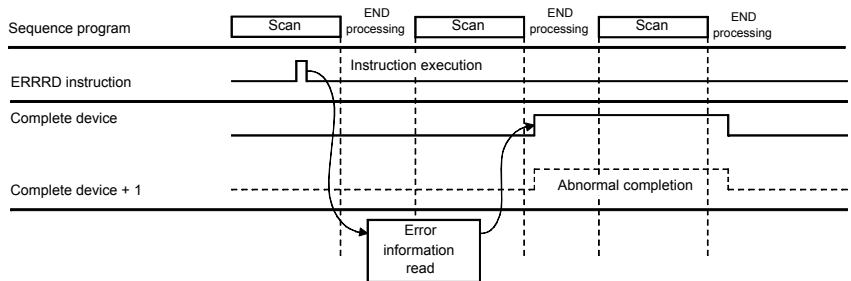 Sequence program
Scan
END
processing
Scan
END
processing
Scan
END
processing
ERRRD instruction
Instruction execution
Complete device
Complete device + 1
Abnormal completion
Error
information
read